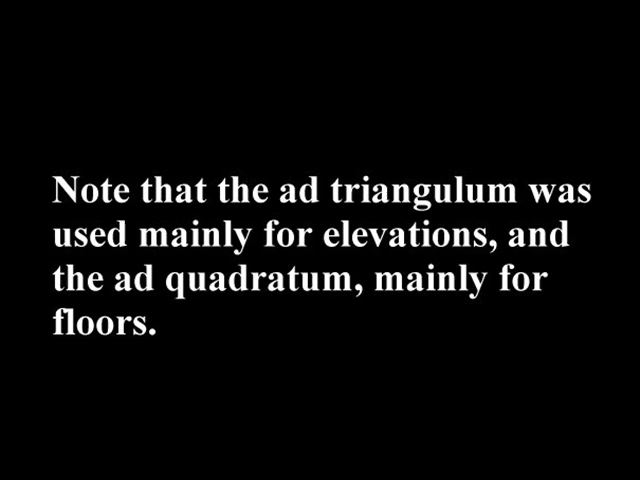 Note that the ad triangulum was
used mainly for elevations, and
the ad quadratum, mainly for
floors.